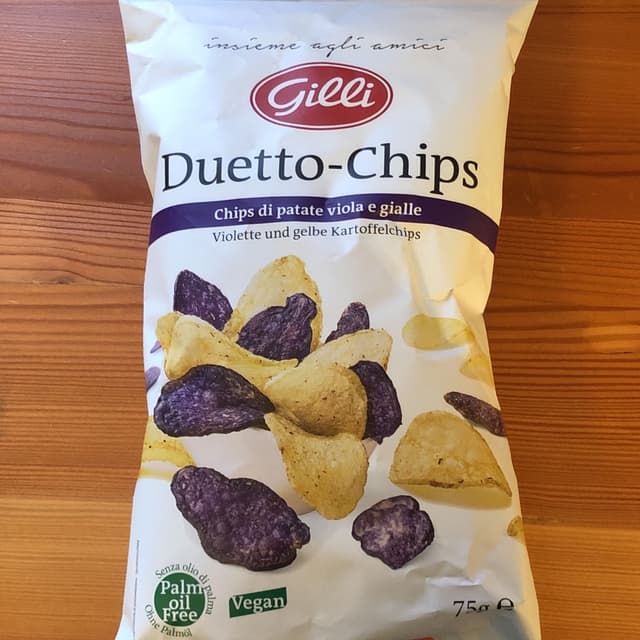 insieme agli amici
Gilli
Duetto-Chips
Chips di patate viola e gialle
Violette und gelbe Kartoffelchips
Senza olio di palma
Palm
oil
Free
Ohne Palmöl
Vegan
75g e